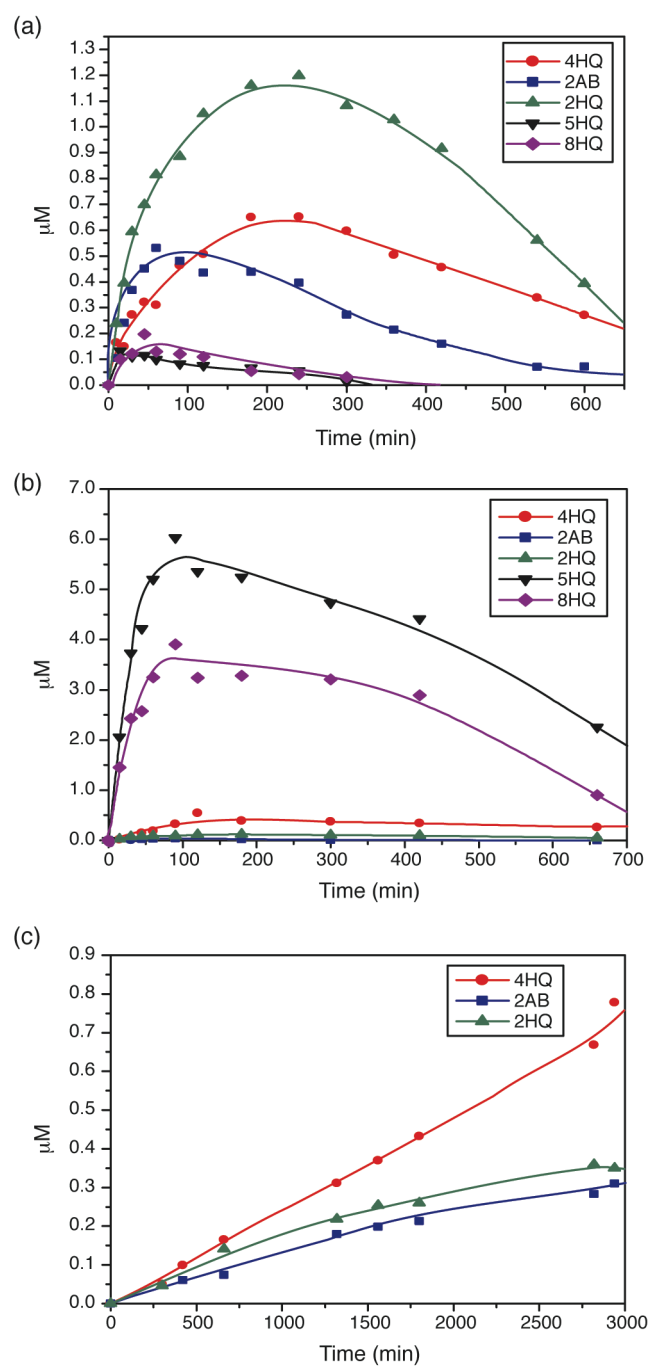 (a)
1.3
1.2
1.1
1.0
0.9
0.8
0.7
0.6
0.5
0.4
0.3
0.2
0.1
0.0
μM
4HQ
2AB
2HQ
5HQ
8HQ
0 100 200 300 400 500 600
Time (min)
(b)
7.0
6.0
5.0
4.0
3.0
2.0
1.0
0.0
μM
4HQ
2AB
2HQ
5HQ
8HQ
0 100 200 300 400 500 600 700
Time (min)
(c)
0.9
0.8
0.7
0.6
0.5
0.4
0.3
0.2
0.1
0.0
μM
4HQ
2AB
2HQ
0 500 1000 1500 2000 2500 3000
Time (min)